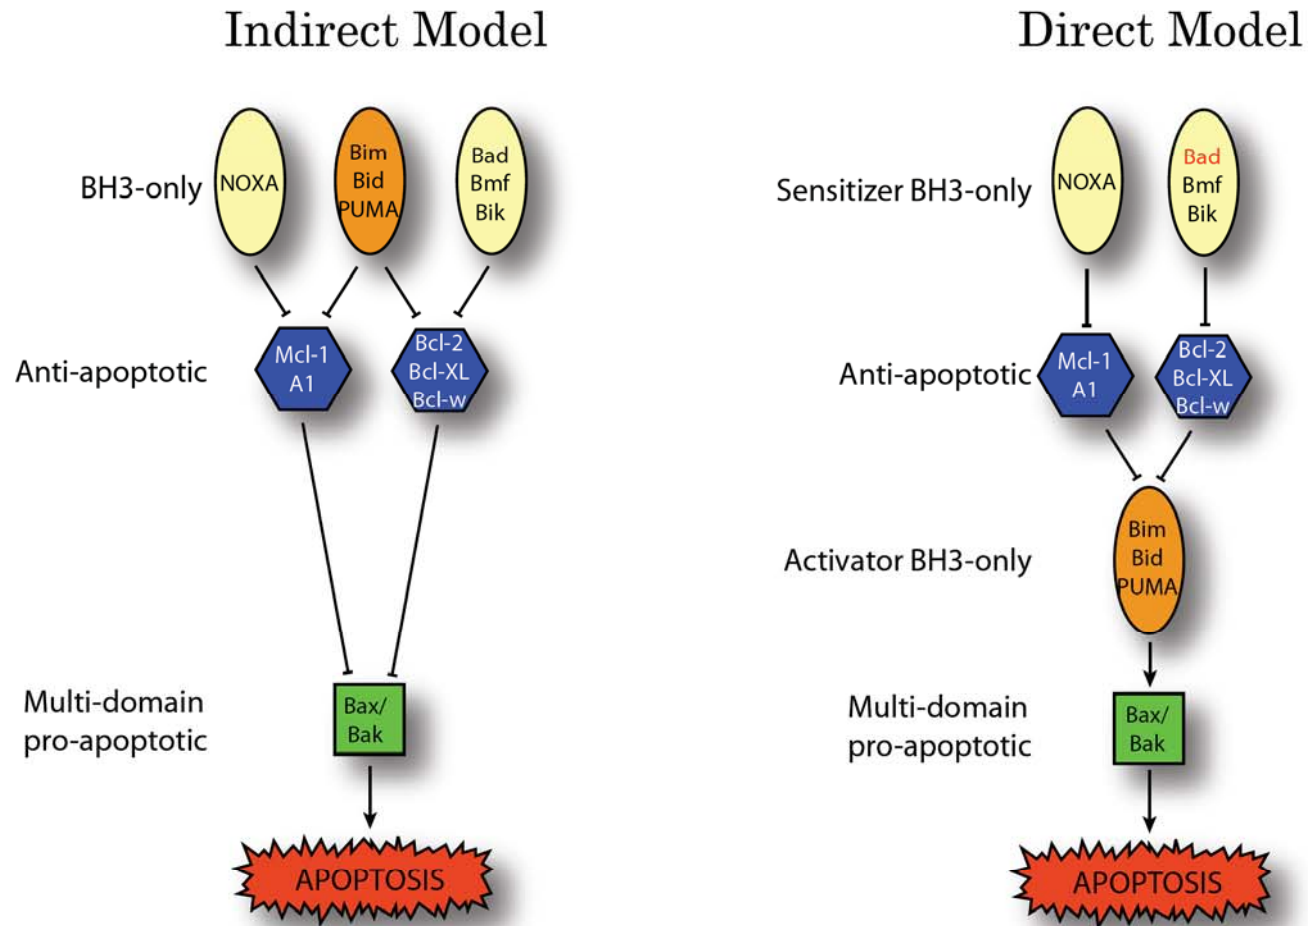 Indirect Model
BH3-only
NOXA
Bim
Bid
PUMA
Bad
Bmf
Bik
Anti-apoptotic
Mcl-1
A1
Bcl-2
Bcl-XL
Bcl-w
Multi-domain
pro-apoptotic
Bax/
Bak
APOPTOSIS
Direct Model
Sensitizer BH3-only
NOXA
Bad
Bmf
Bik
Anti-apoptotic
Mcl-1
A1
Bcl-2
Bcl-XL
Bcl-w
Activator BH3-only
Bim
Bid
PUMA
Multi-domain
pro-apoptotic
Bax/
Bak
APOPTOSIS